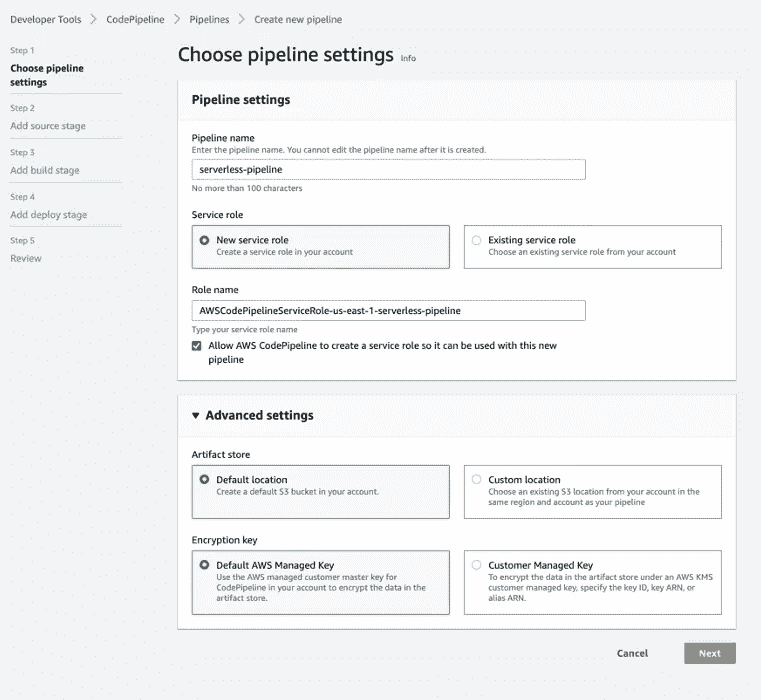 Developer Tools > CodePipeline > Pipelines > Create new pipeline
Step 1
Choose pipeline
settings
Step 2
Add source stage
Step 3
Add build stage
Step 4
Add deploy stage
Step 5
Review
Choose pipeline settings Info
Pipeline settings
Pipeline name
Enter the pipeline name. You cannot edit the pipeline name after it is created.
serverless-pipeline
No more than 100 characters
Service role
New service role
Create a service role in your account
Existing service role
Choose an existing service role from your account
Role name
AWSCodePipelineServiceRole-us-east-1-serverless-pipeline
Type your service role name
Allow AWS CodePipeline to create a service role so it can be used with this new
pipeline
Advanced settings
Artifact store
Default location
Create a default S3 bucket in your account.
Custom location
Choose an existing S3 location from your account in the
same region and account as your pipeline
Encryption key
Default AWS Managed Key
Use the AWS managed customer master key for
CodePipeline in your account to encrypt the data in the
artifact store.
Customer Managed Key
To encrypt the data in the artifact store under an AWS KMS
customer managed key, specify the key ID, key ARN, or
alias ARN.
Cancel
Next